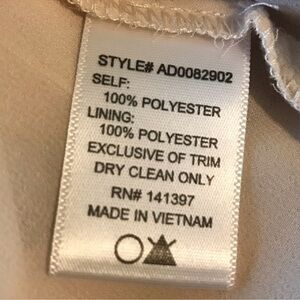 STYLE# AD0082902
SELF:
100% POLYESTER
LINING:
100% POLYESTER
EXCLUSIVE OF TRIM
DRY CLEAN ONLY
RN# 141397
MADE IN VIETNAM